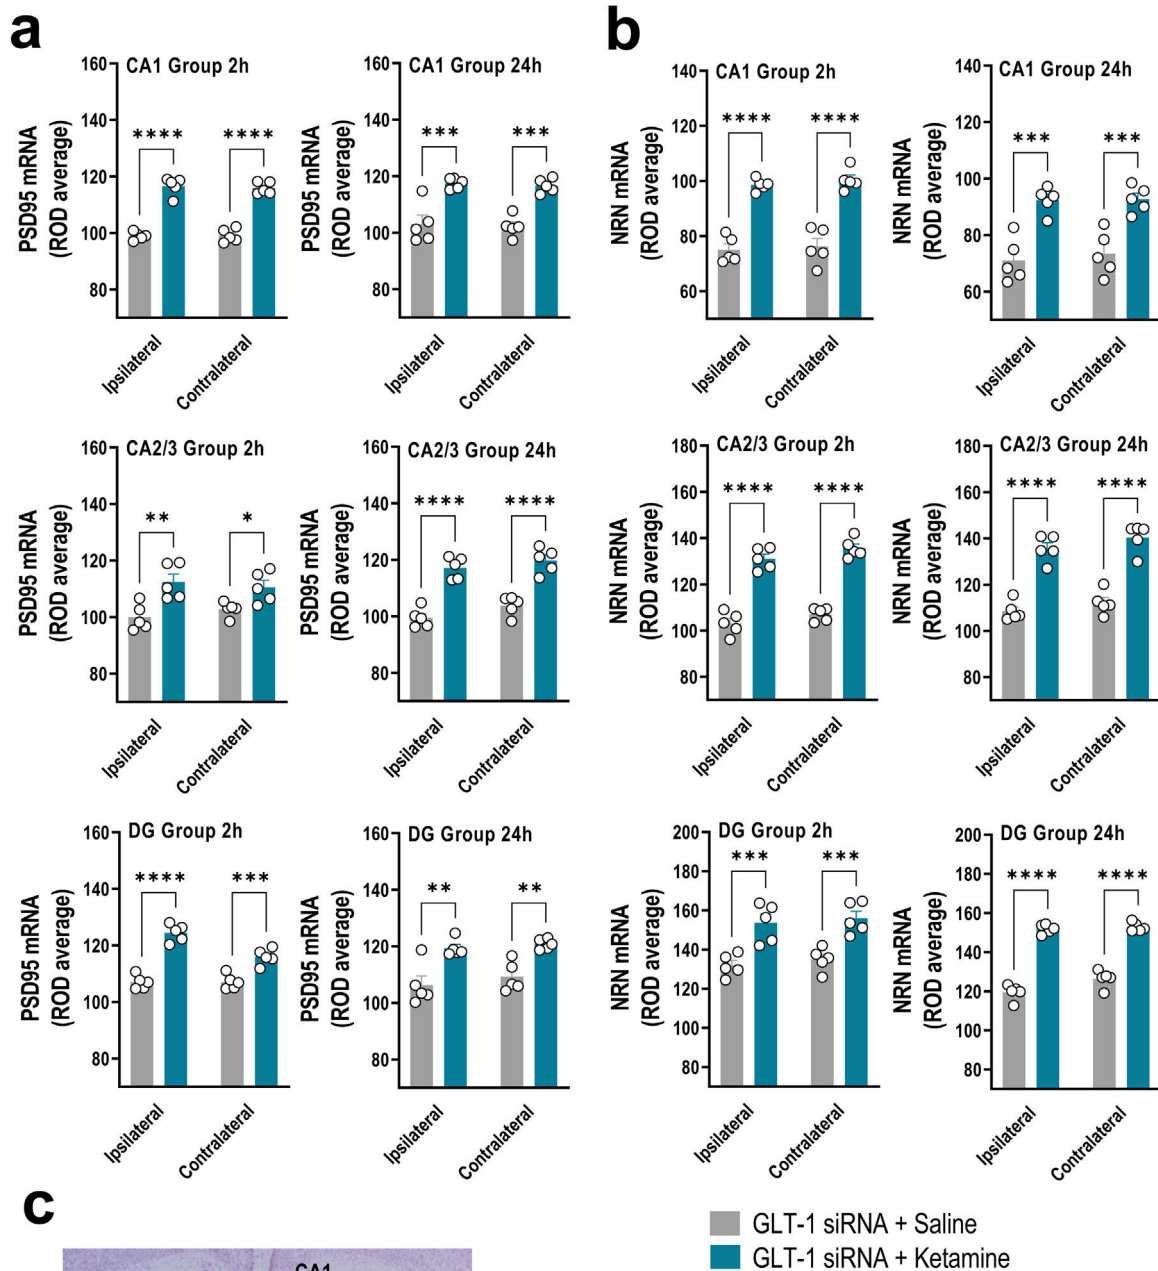 a
b
160
140
120
100
80
PSD95 mRNA
(ROD average)
CA1 Group 2h
****
****
Ipsilateral
Contralateral
160
140
120
100
80
PSD95 mRNA
(ROD average)
CA1 Group 24h
***
***
Ipsilateral
Contralateral
140
120
100
80
60
NRN mRNA
(ROD average)
CA1 Group 2h
****
****
Ipsilateral
Contralateral
140
120
100
80
60
NRN mRNA
(ROD average)
CA1 Group 24h
***
***
Ipsilateral
Contralateral
160
140
120
100
80
PSD95 mRNA
(ROD average)
CA2/3 Group 2h
**
*
Ipsilateral
Contralateral
160
140
120
100
80
PSD95 mRNA
(ROD average)
CA2/3 Group 24h
****
****
Ipsilateral
Contralateral
180
160
140
120
100
80
NRN mRNA
(ROD average)
CA2/3 Group 2h
****
****
Ipsilateral
Contralateral
180
160
140
120
100
80
NRN mRNA
(ROD average)
CA2/3 Group 24h
****
****
Ipsilateral
Contralateral
160
140
120
100
80
PSD95 mRNA
(ROD average)
DG Group 2h
****
***
Ipsilateral
Contralateral
160
140
120
100
80
PSD95 mRNA
(ROD average)
DG Group 24h
**
**
Ipsilateral
Contralateral
200
180
160
140
120
100
80
NRN mRNA
(ROD average)
DG Group 2h
***
***
Ipsilateral
Contralateral
200
180
160
140
120
100
80
NRN mRNA
(ROD average)
DG Group 24h
****
****
Ipsilateral
Contralateral
c
CA1
GLT-1 siRNA + Saline
GLT-1 siRNA + Ketamine